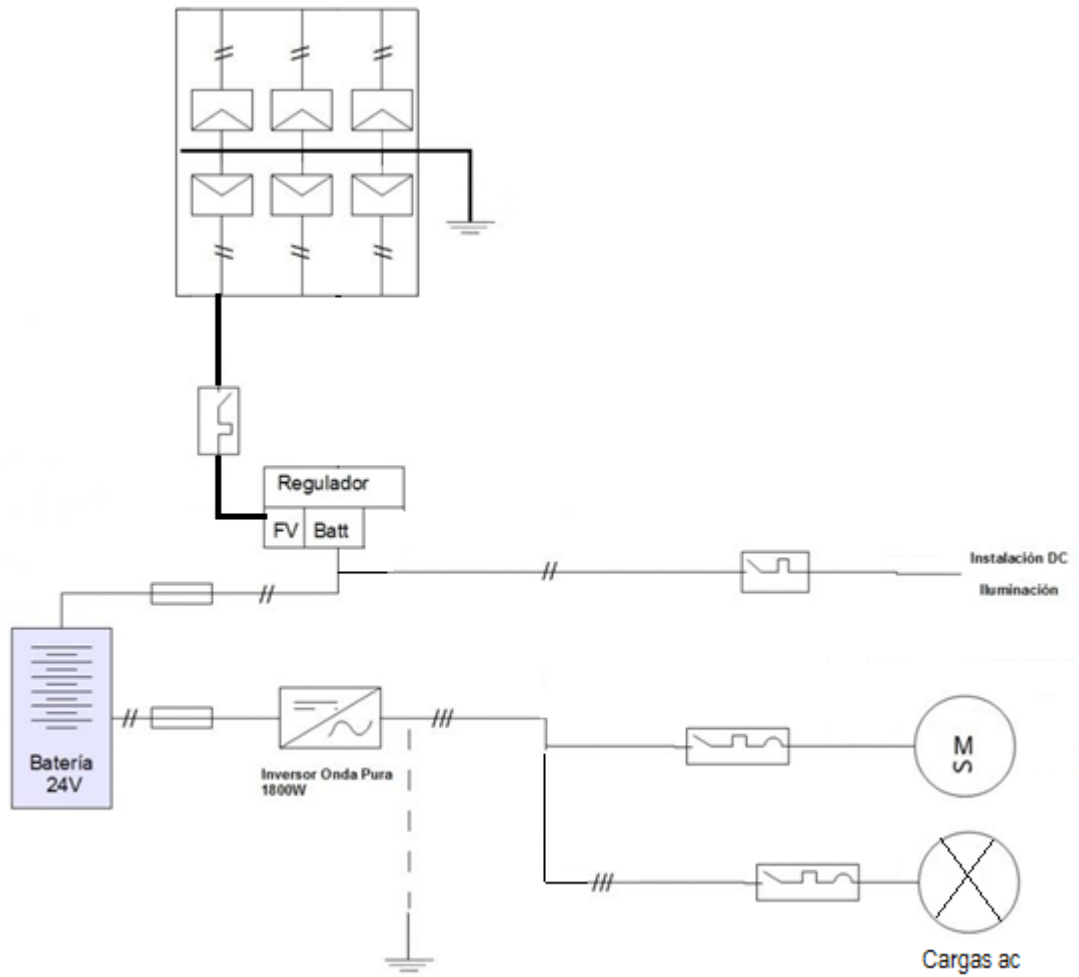 Regulador
FV
Batt
Instalación DC
Iluminación
Batería
24V
Inversor Onda Pura
1800W
M
S
Cargas ac